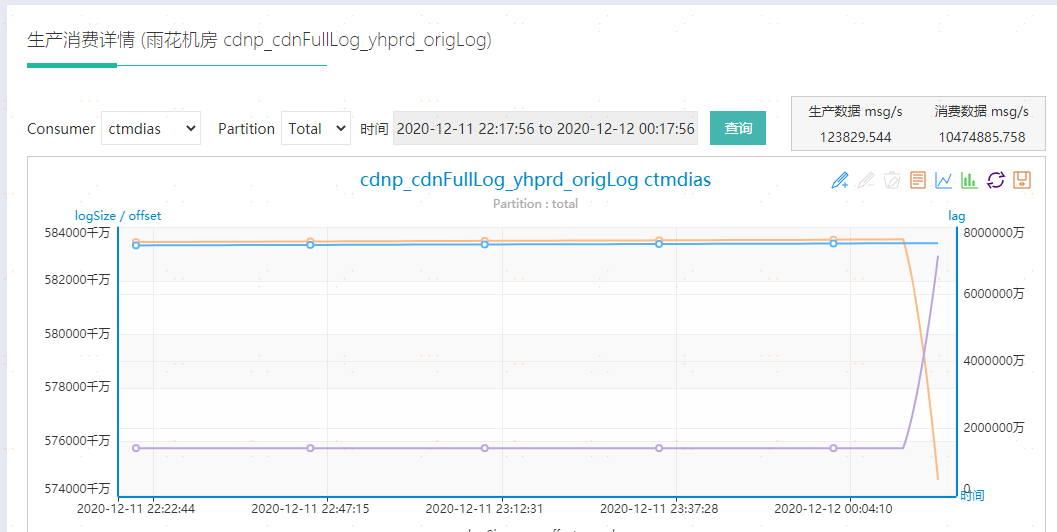 生产消费详情 (雨花机房 cdnp_cdnFullLog_yhprd_origLog)
Consumer ctmdias Partition Total 时间 2020-12-11 22:17:56 to 2020-12-12 00:17:56 查询
生产数据 msg/s 消费数据 msg/s
123829.544 10474885.758
cdnp_cdnFullLog_yhprd_origLog ctmdias
Partition : total
logSize / offset lag
584000千万 8000000万
582000千万 6000000万
580000千万 4000000万
578000千万 2000000万
576000千万
574000千万 0
时间
2020-12-11 22:22:44 2020-12-11 22:47:15 2020-12-11 23:12:31 2020-12-11 23:37:28 2020-12-12 00:04:10